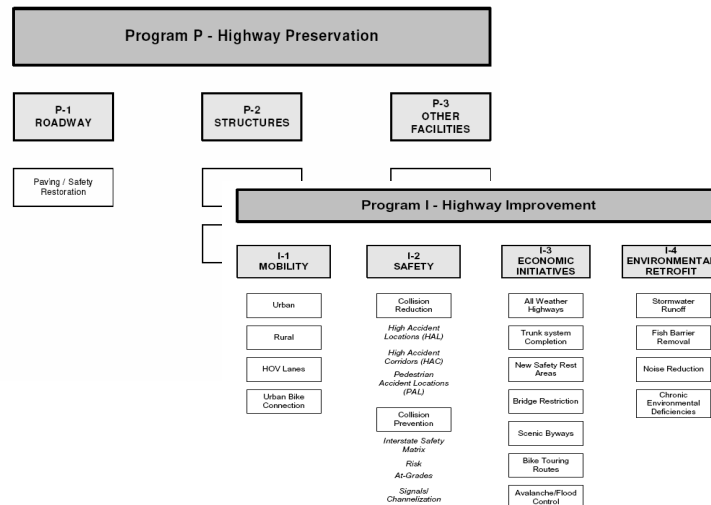 Program P - Highway Preservation
P-1
ROADWAY
P-2
STRUCTURES
P-3
OTHER
FACILITIES
Paving / Safety
Restoration
Program I - Highway Improvement
I-1
MOBILITY
I-2
SAFETY
I-3
ECONOMIC
INITIATIVES
I-4
ENVIRONMENTAL
RETROFIT
Urban
Rural
HOV Lanes
Urban Bike
Connection
Collision
Reduction
High Accident
Locations (HAL)
High Accident
Corridors (HAC)
Pedestrian
Accident Locations
(PAL)
Collision
Prevention
Interstate Safety
Matrix
Risk
At-Grades
Signals/
Channelization
All Weather
Highways
Trunk system
Completion
New Safety Rest
Areas
Bridge Restriction
Scenic Byways
Bike Touring
Routes
Avalanche/Flood
Control
Stormwater
Runoff
Fish Barrier
Removal
Noise Reduction
Chronic
Environmental
Deficiencies